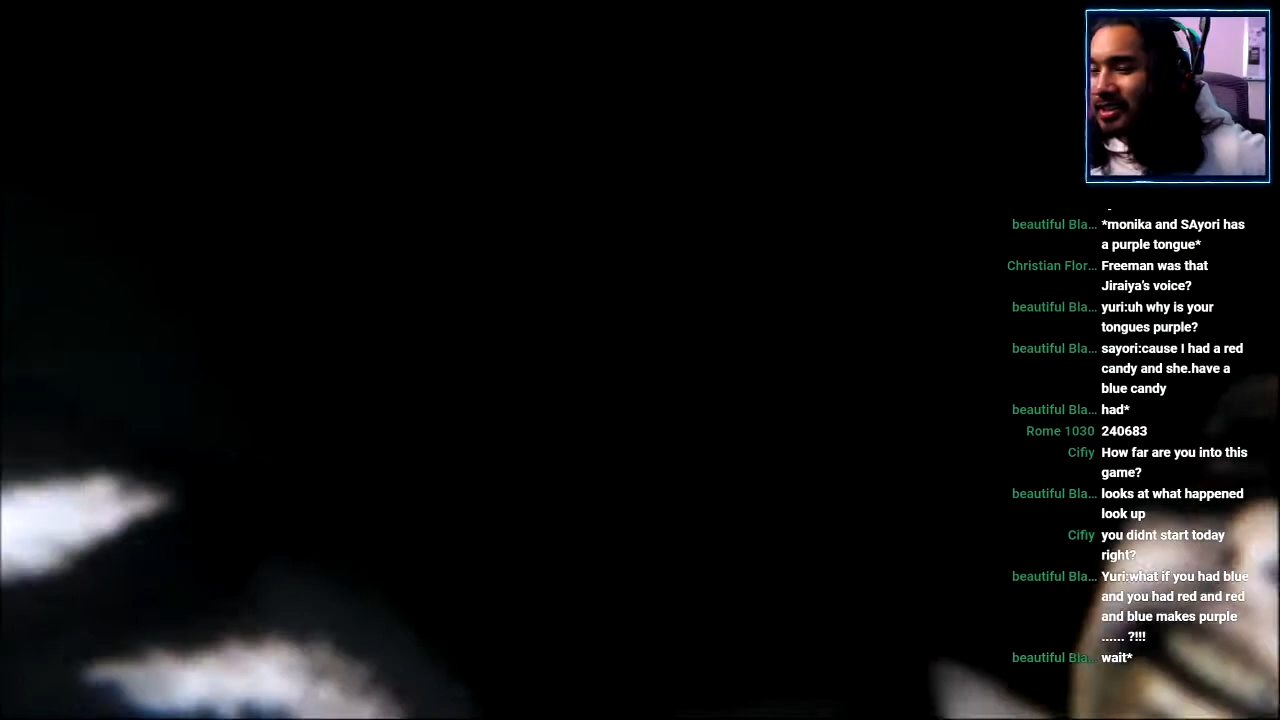 beautiful Bla... *monika and SAyori has
a purple tongue*
Christian Flor... Freeman was that
Jiraiya's voice?
beautiful Bla... yuri:uh why is your
tongues purple?
beautiful Bla... sayori:cause I had a red
candy and she.have a
blue candy
beautiful Bla... had*
Rome 1030 240683
Cifiy How far are you into this
game?
beautiful Bla... looks at what happened
look up
Cifiy you didnt start today
right?
beautiful Bla... Yuri:what if you had blue
and you had red and red
and blue makes purple
...... ?!!!
beautiful Bla... wait*